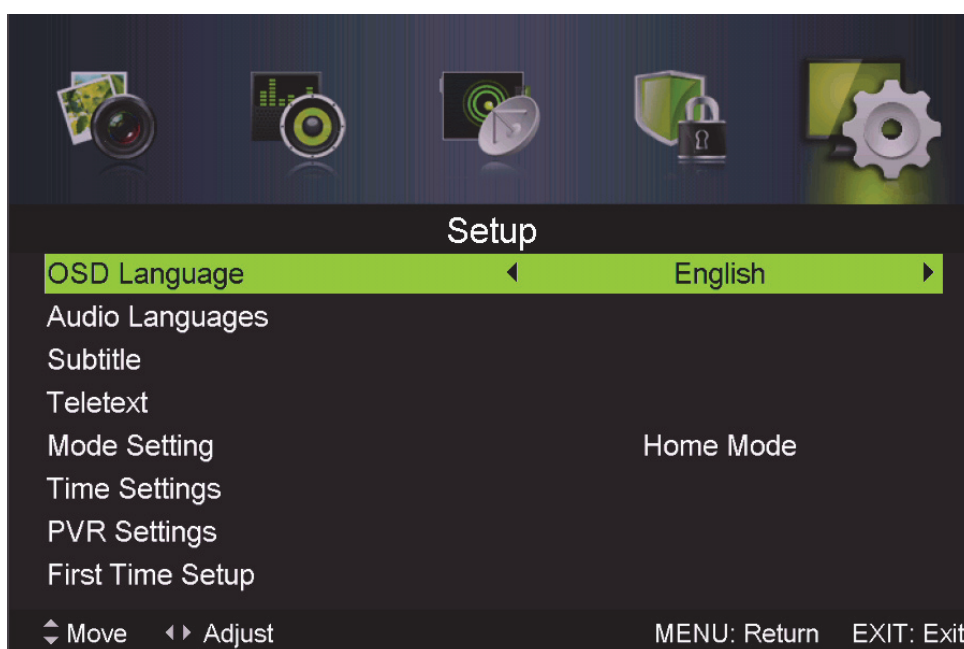 Setup
OSD Language English
Audio Languages
Subtitle
Teletext
Mode Setting Home Mode
Time Settings
PVR Settings
First Time Setup
Move Adjust MENU: Return EXIT: Exit